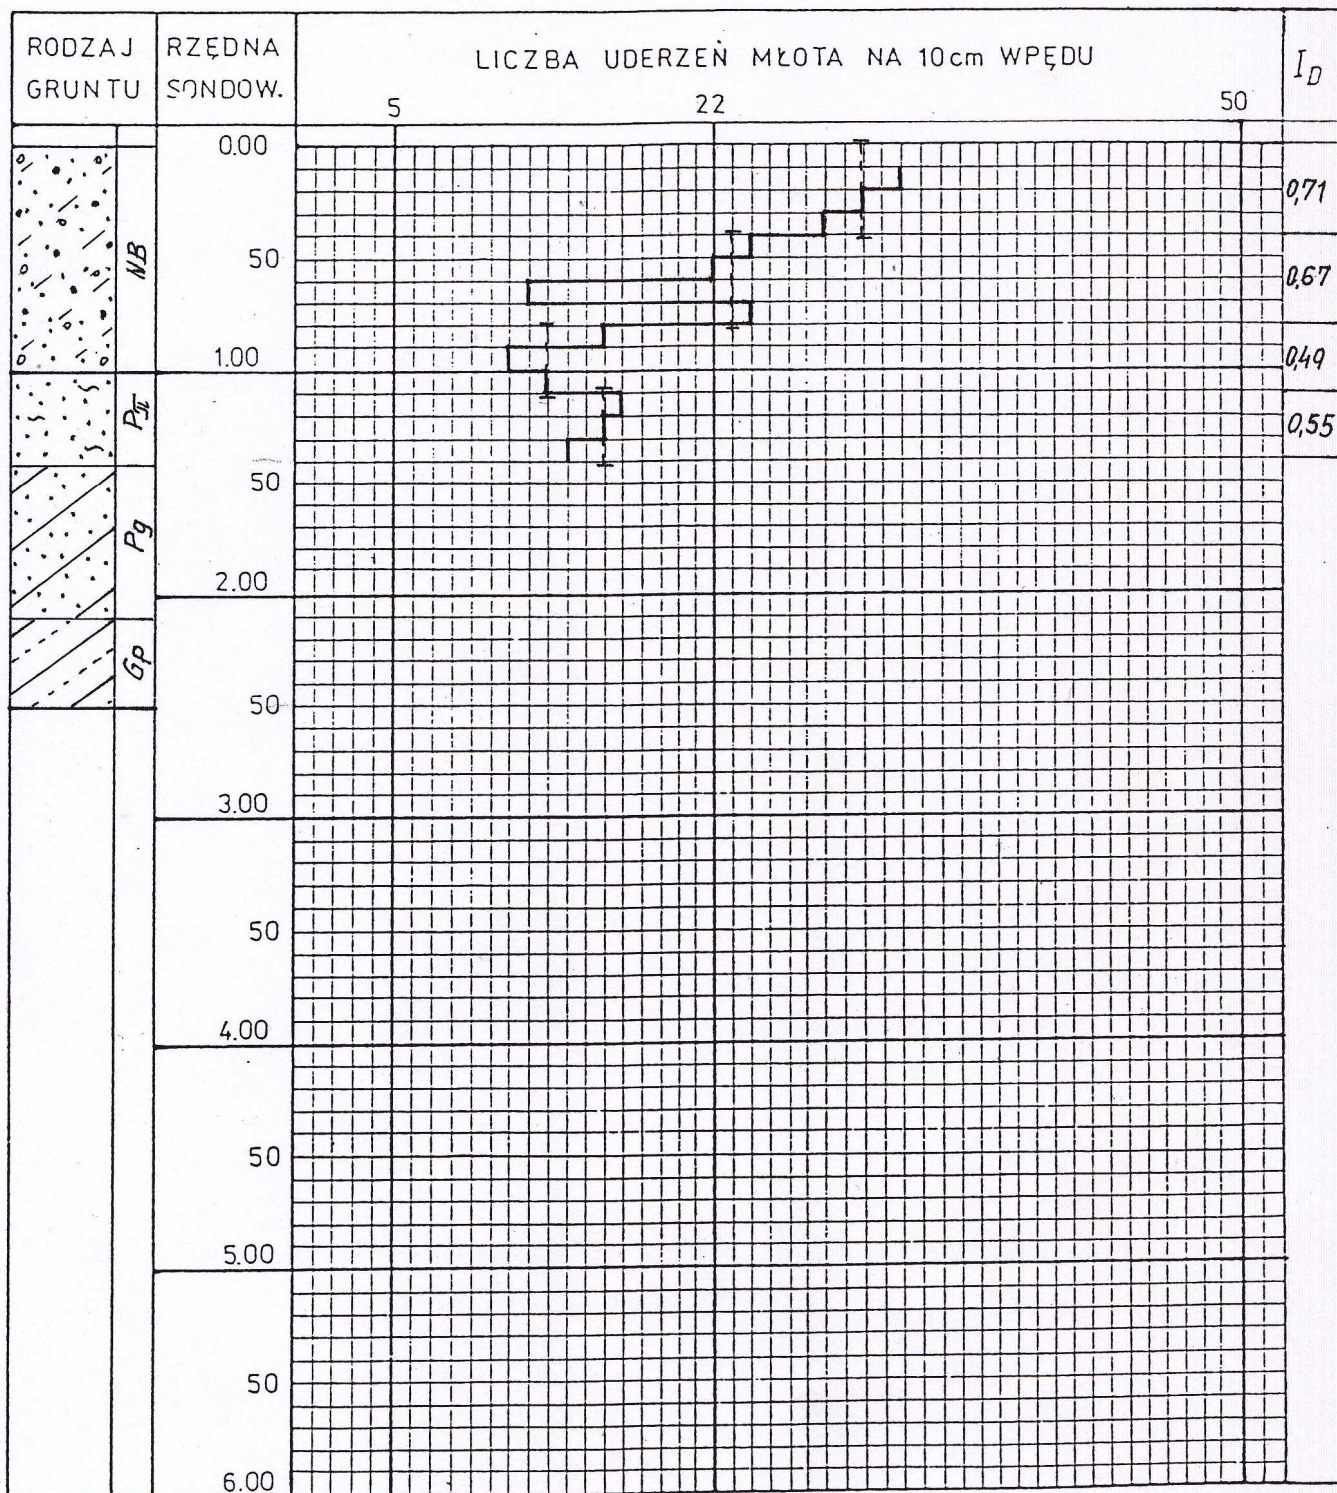 RODZAJ GRUNTU
RZĘDNA SONDOW.
LICZBA UDERZEŃ MŁOTA NA 10cm WPĘDU
I_D
5 22 50
0.00
0,71
NB
50
0,67
1.00
0,49
Pπ
0,55
50
Pg
2.00
Gp
50
3.00
50
4.00
50
5.00
50
6.00